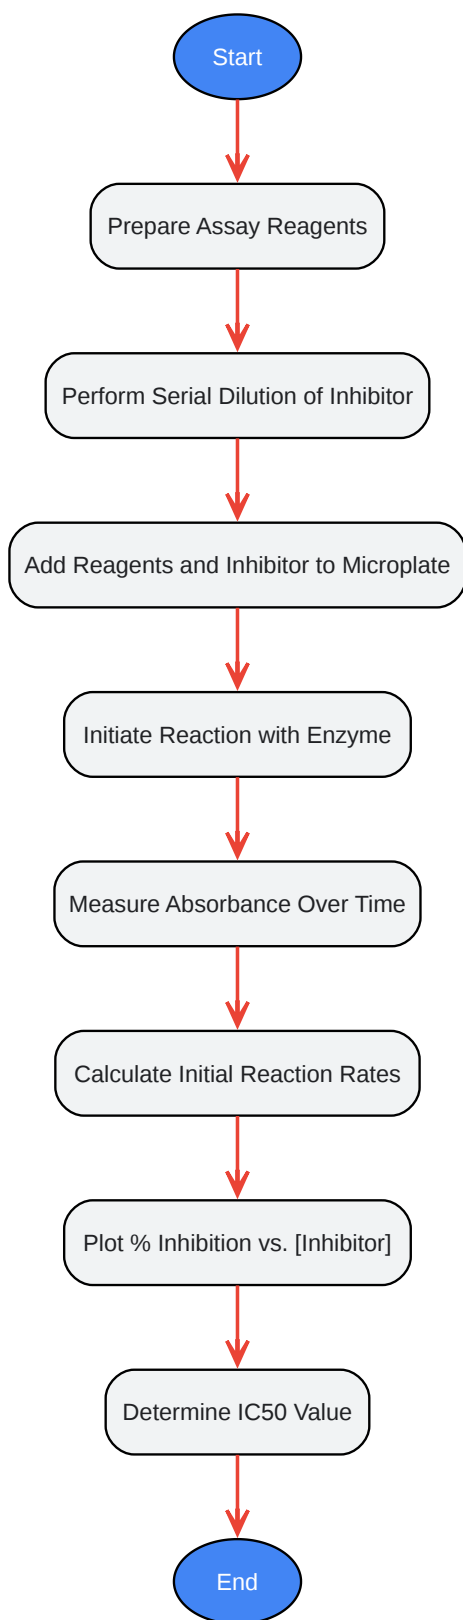 Start
Prepare Assay Reagents
Perform Serial Dilution of Inhibitor
Add Reagents and Inhibitor to Microplate
Initiate Reaction with Enzyme
Measure Absorbance Over Time
Calculate Initial Reaction Rates
Plot % Inhibition vs. [Inhibitor]
Determine IC50 Value
End